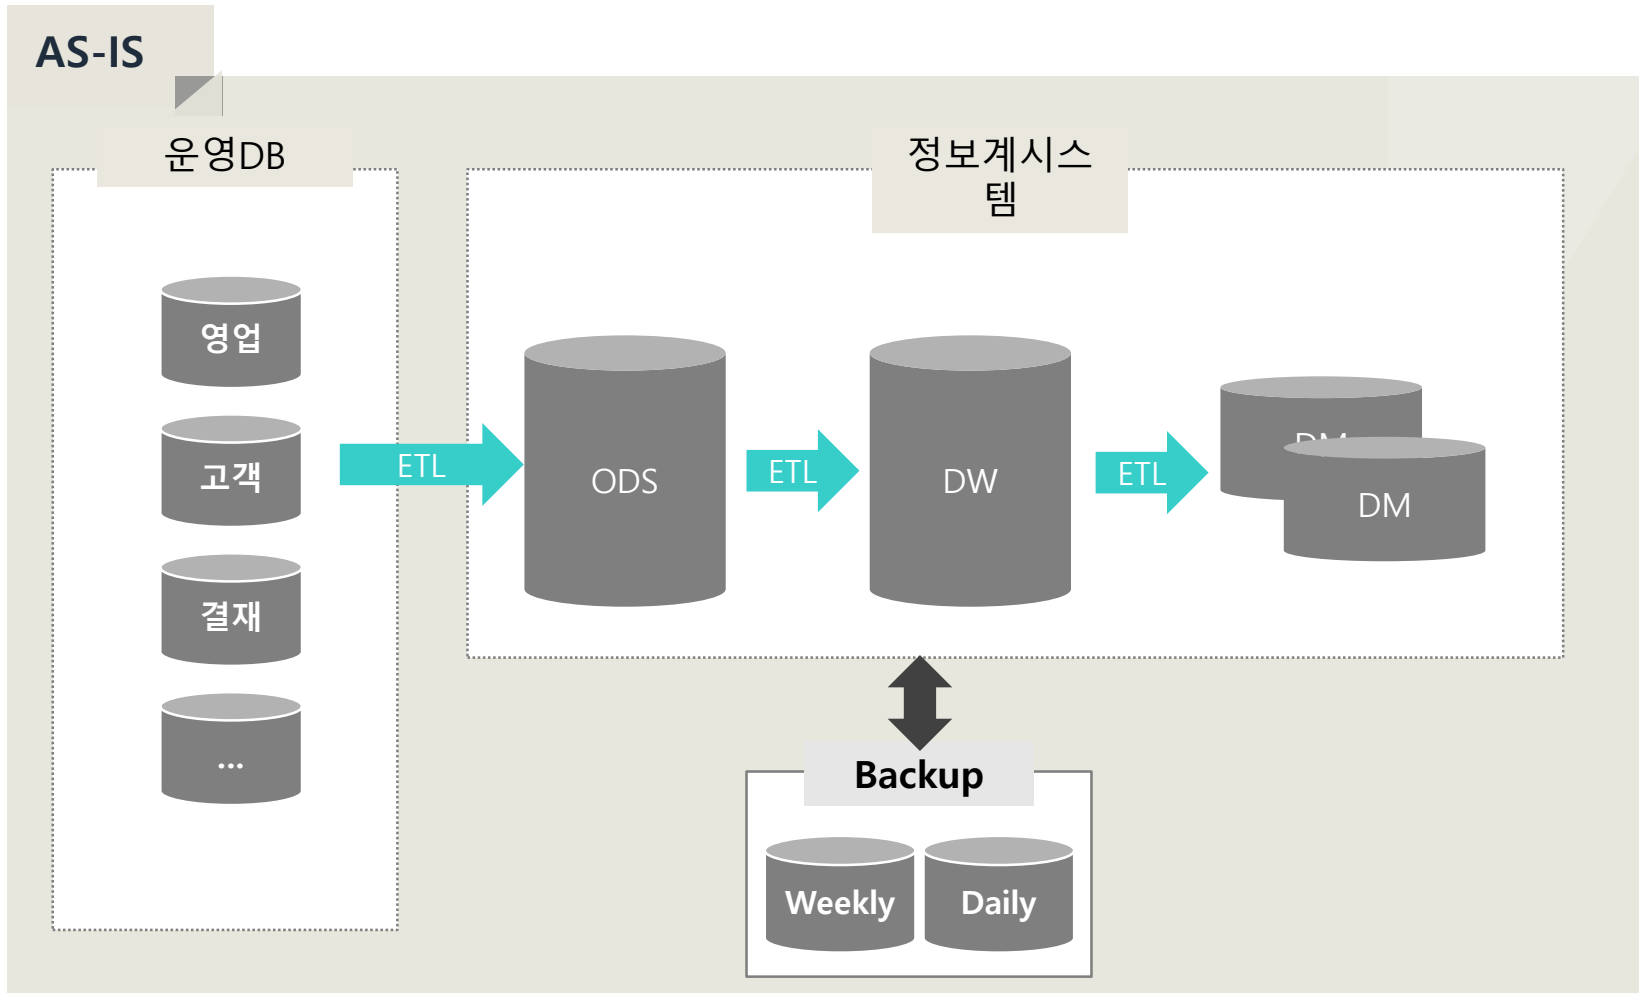 AS-IS
운영DB
정보계시스
템
영업
고객
결재
...
ETL
ODS
ETL
DW
ETL
DM
DM
Backup
Weekly
Daily